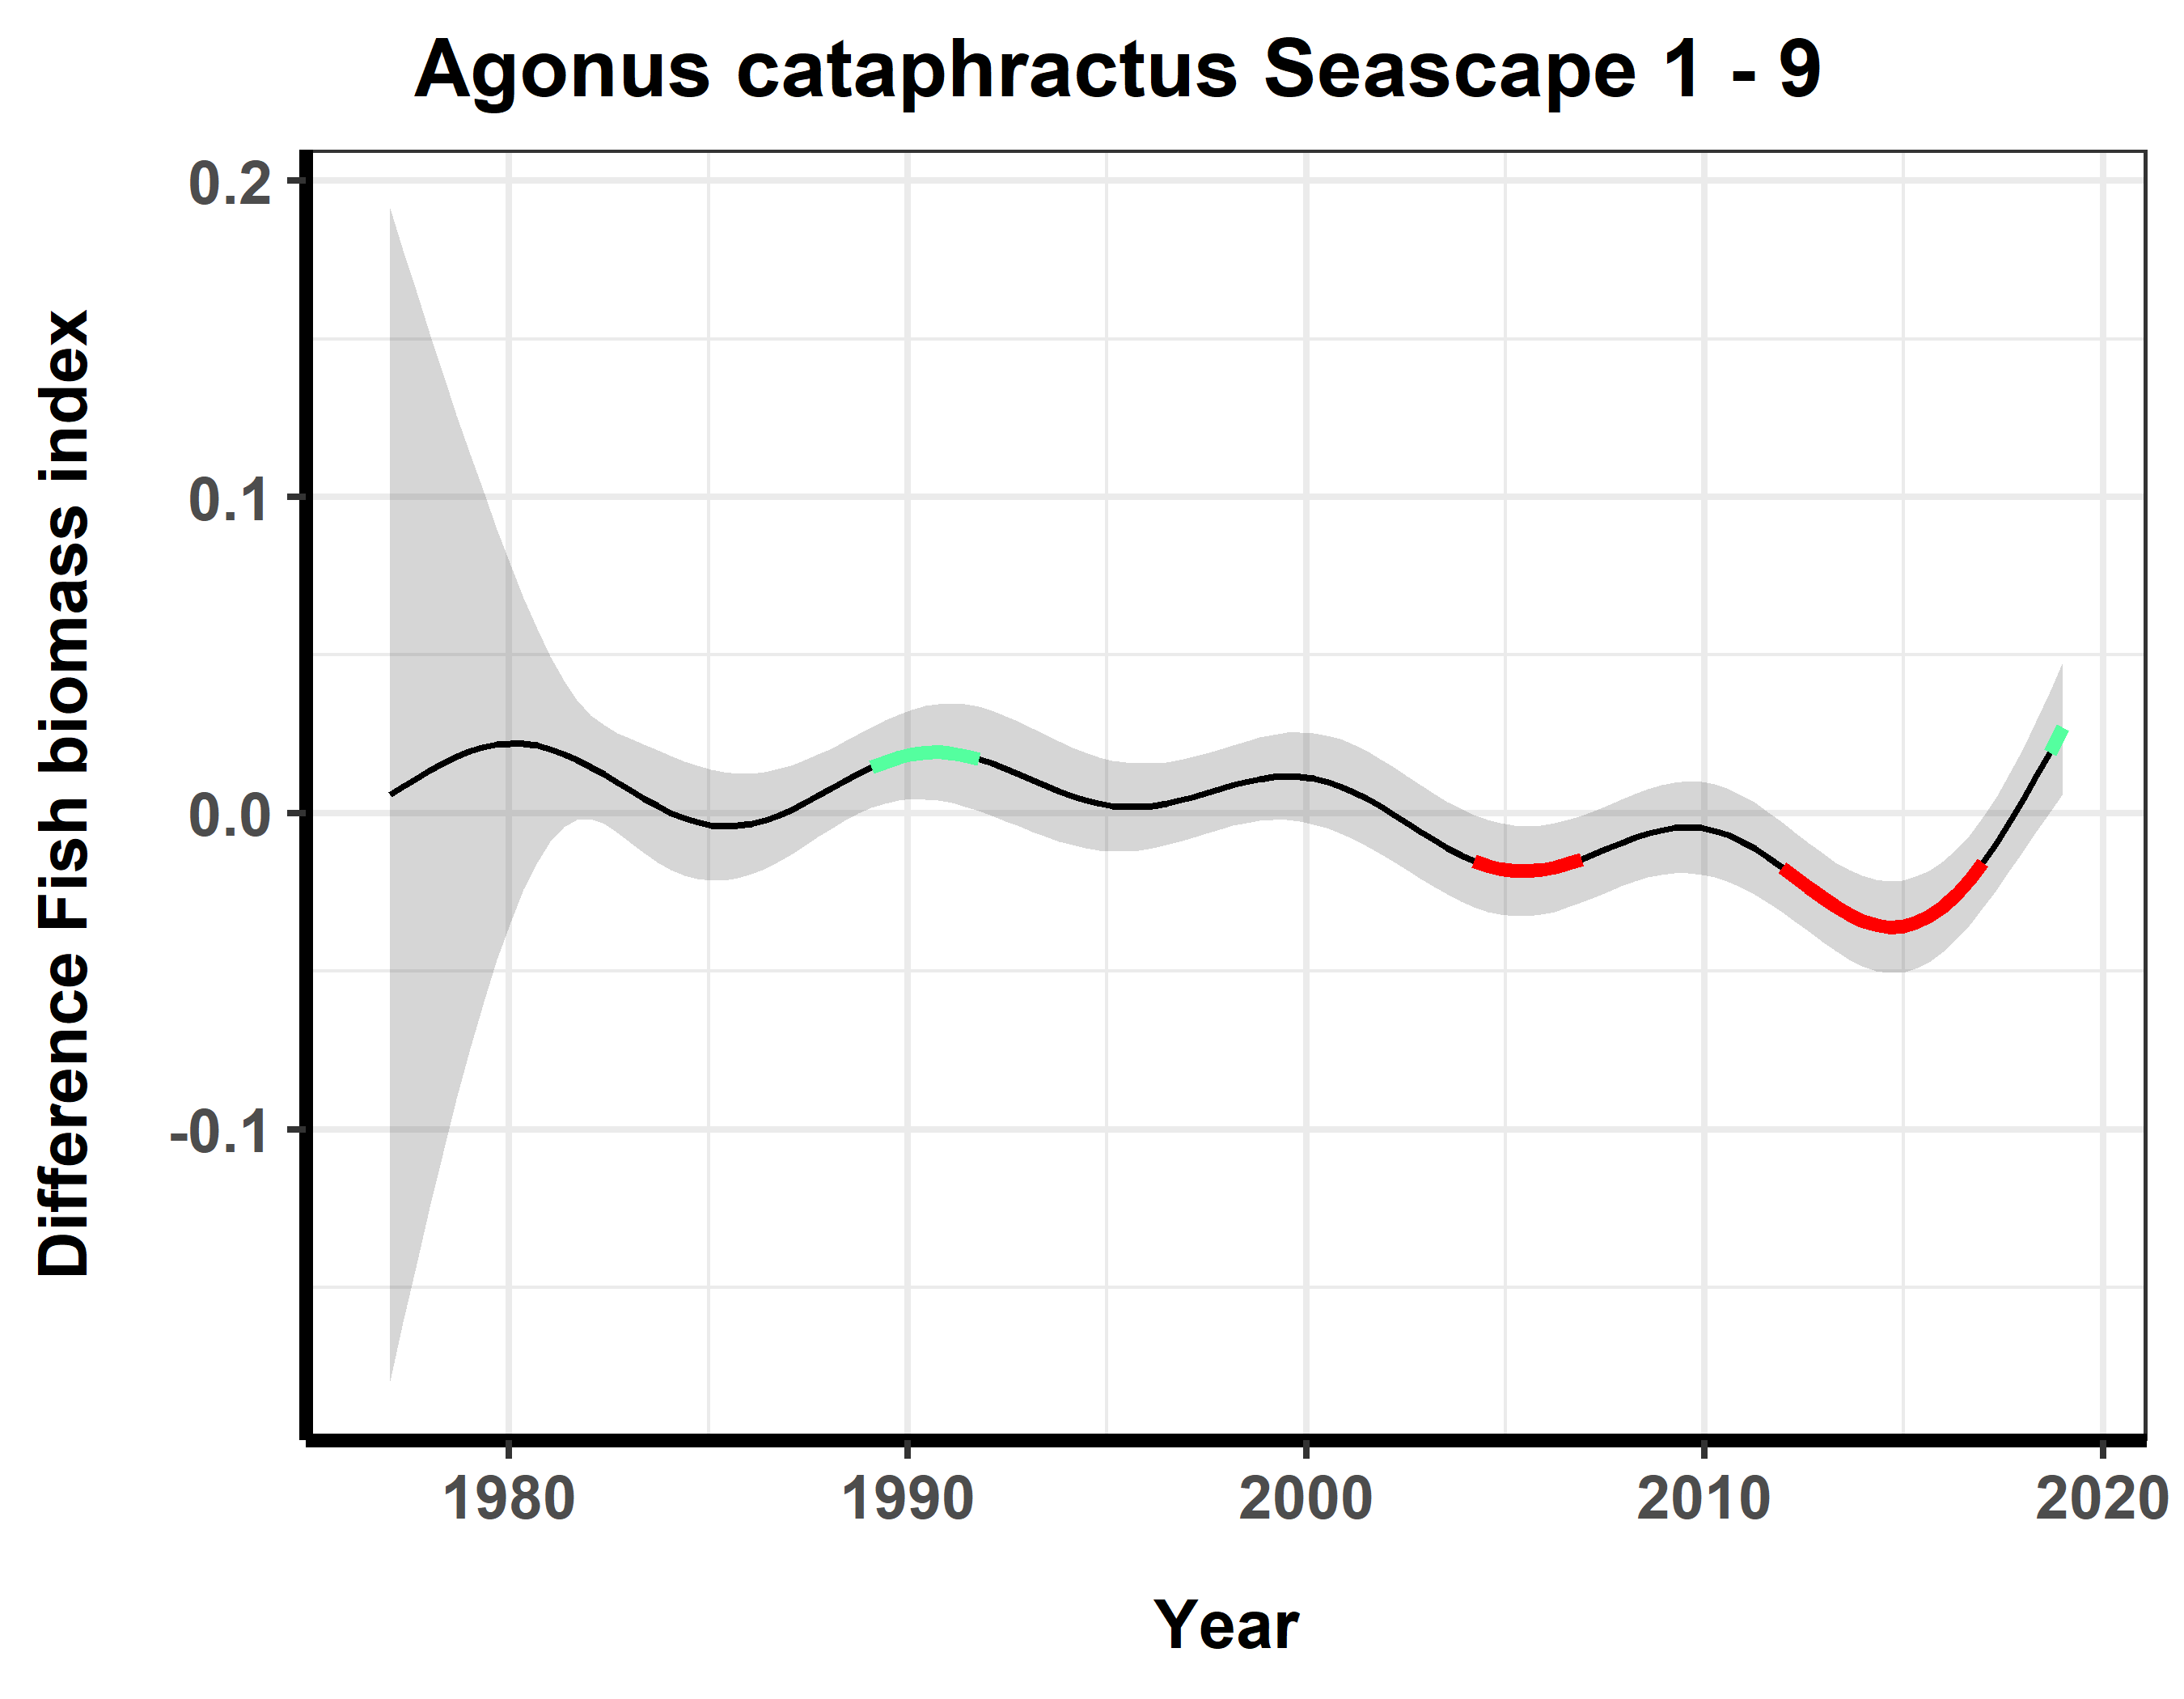 Agonus cataphractus Seascape 1 - 9
Difference Fish biomass index
0.2
0.1
0.0
-0.1
1980 1990 2000 2010 2020
Year